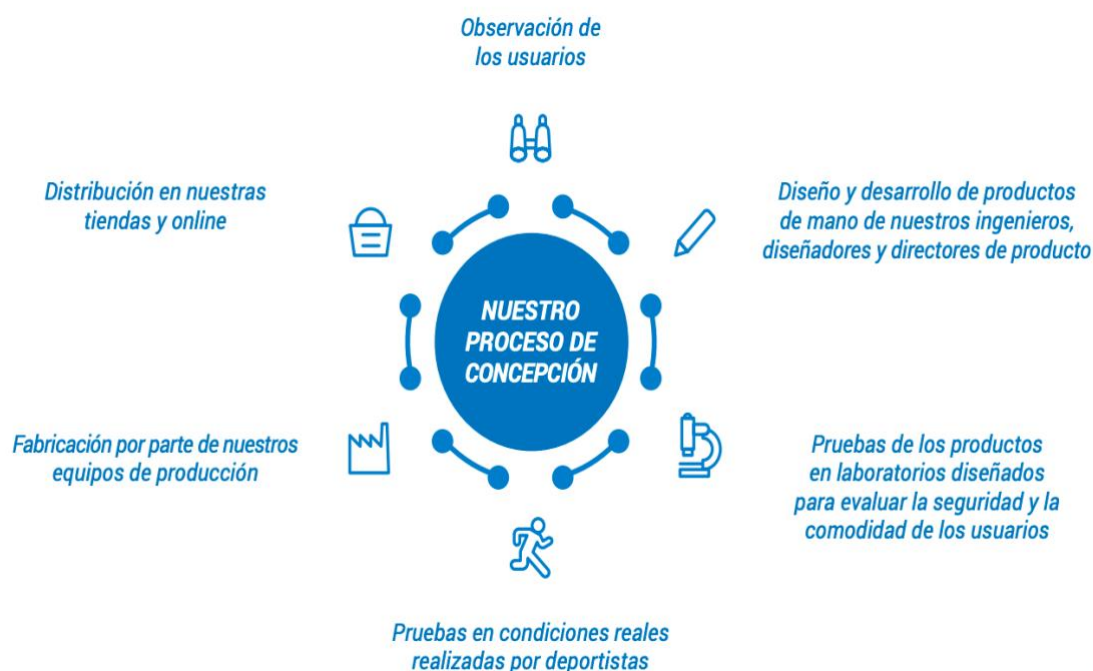 Observación de
los usuarios
Diseño y desarrollo de productos
de mano de nuestros ingenieros,
diseñadores y directores de producto
Pruebas de los productos
en laboratorios diseñados
para evaluar la seguridad y la
comodidad de los usuarios
Pruebas en condiciones reales
realizadas por deportistas
Fabricación por parte de nuestros
equipos de producción
Distribución en nuestras
tiendas y online
NUESTRO
PROCESO DE
CONCEPCIÓN